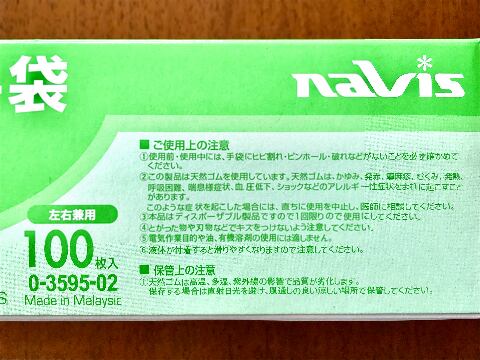 手袋
navis
■ ご使用上の注意
①使用前・使用中には、手袋にヒビ割れ・ピンホール・破れなどがないことを必ず確かめて
ください。
②この製品は天然ゴムを使用しています。天然ゴムは、かゆみ、発赤、蕁麻疹、むくみ、発熱、
呼吸困難、喘息様症状、血圧低下、ショックなどのアレルギー性症状をまれに起こすことが
あります。
このような症状を起こした場合には、直ちに使用を中止し、医師に相談してください。
③本品はディスポーザブル製品ですので1回限りのご使用にしてください。
④とがった物や刃物などでキズをつけないよう注意してください。
⑤電気作業目的や油、有機溶剤の使用には適しません。
⑥液体が付着すると滑りやすくなりますので注意してください。
■ 保管上の注意
①天然ゴムは高温、多湿、紫外線の影響で品質が劣化します。
保存する場合は直射日光を避け、風通しの良い涼しい場所で保管してください。
左右兼用
100枚入
0-3595-02
Made in Malaysia